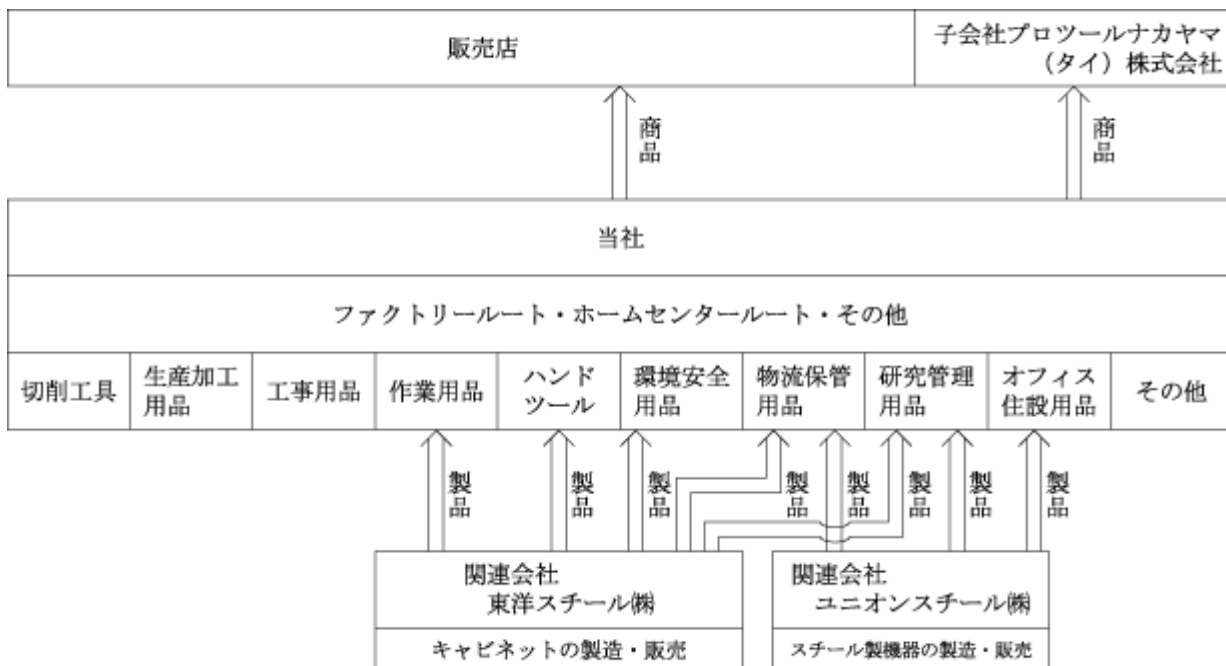 販売店
子会社プロツールナカヤマ
（タイ）株式会社
商品
商品
当社
ファクトリールート・ホームセンタールート・その他
切削工具
生産加工
用品
工事用品
作業用品
ハンド
ツール
環境安全
用品
物流保管
用品
研究管理
用品
オフィス
住設用品
その他
製品
製品
製品
製品
製品
製品
製品
製品
関連会社
東洋スチール㈱
キャビネットの製造・販売
関連会社
ユニオンスチール㈱
スチール製機器の製造・販売